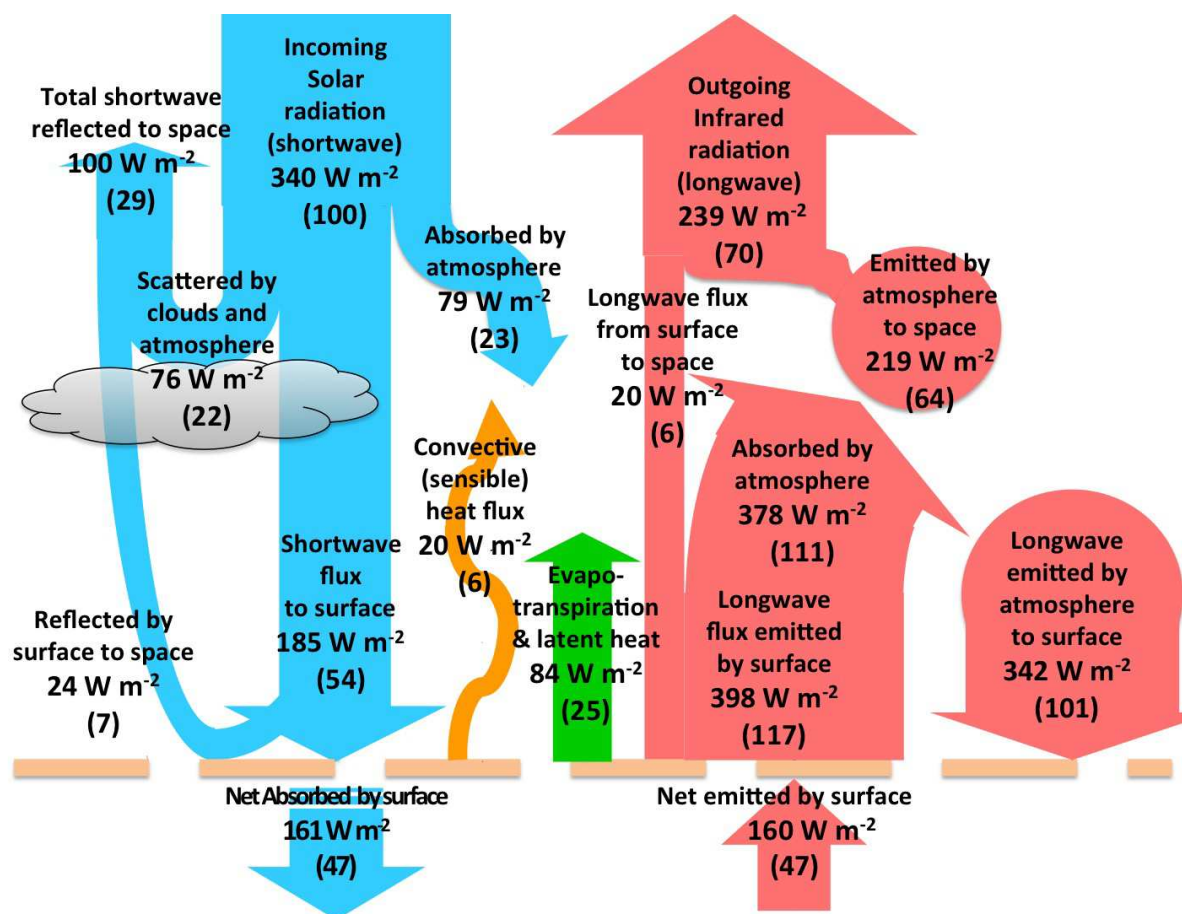 Incoming
Solar
radiation
(shortwave)
340 W m⁻²
(100)
Total shortwave
reflected to space
100 W m⁻²
(29)
Scattered by
clouds and
atmosphere
76 W m⁻²
(22)
Absorbed by
atmosphere
79 W m⁻²
(23)
Reflected by
surface to space
24 W m⁻²
(7)
Shortwave
flux
to surface
185 W m⁻²
(54)
Convective
(sensible)
heat flux
20 W m⁻²
(6)
Evapo-
transpiration
& latent heat
84 W m⁻²
(25)
Outgoing
Infrared
radiation
(longwave)
239 W m⁻²
(70)
Longwave flux
from surface
to space
20 W m⁻²
(6)
Emitted by
atmosphere
to space
219 W m⁻²
(64)
Absorbed by
atmosphere
378 W m⁻²
(111)
Longwave
flux emitted
by surface
398 W m⁻²
(117)
Longwave
emitted by
atmosphere
to surface
342 W m⁻²
(101)
Net Absorbed by surface
161 W m⁻²
(47)
Net emitted by surface
160 W m⁻²
(47)